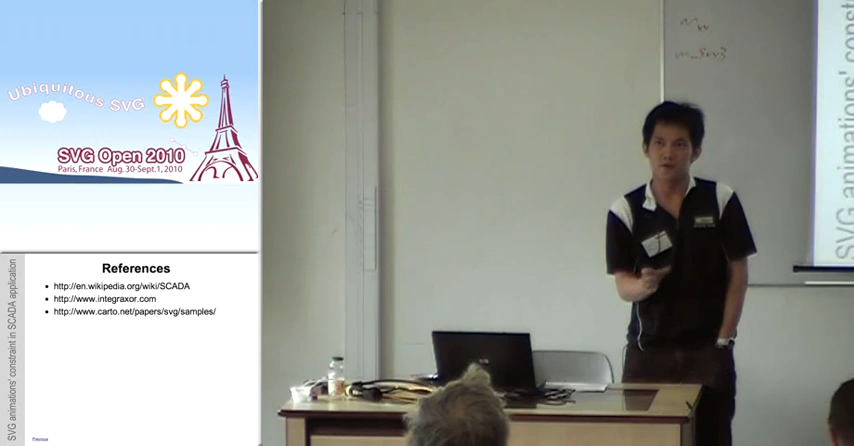 Ubiquitous SVG
SVG Open 2010
Paris, France Aug. 30-Sept.1, 2010
SVG animations' constraint in SCADA application
References
http://en.wikipedia.org/wiki/SCADA
http://www.integraxor.com
http://www.carto.net/papers/svg/samples/
Previous
SVG animations' const